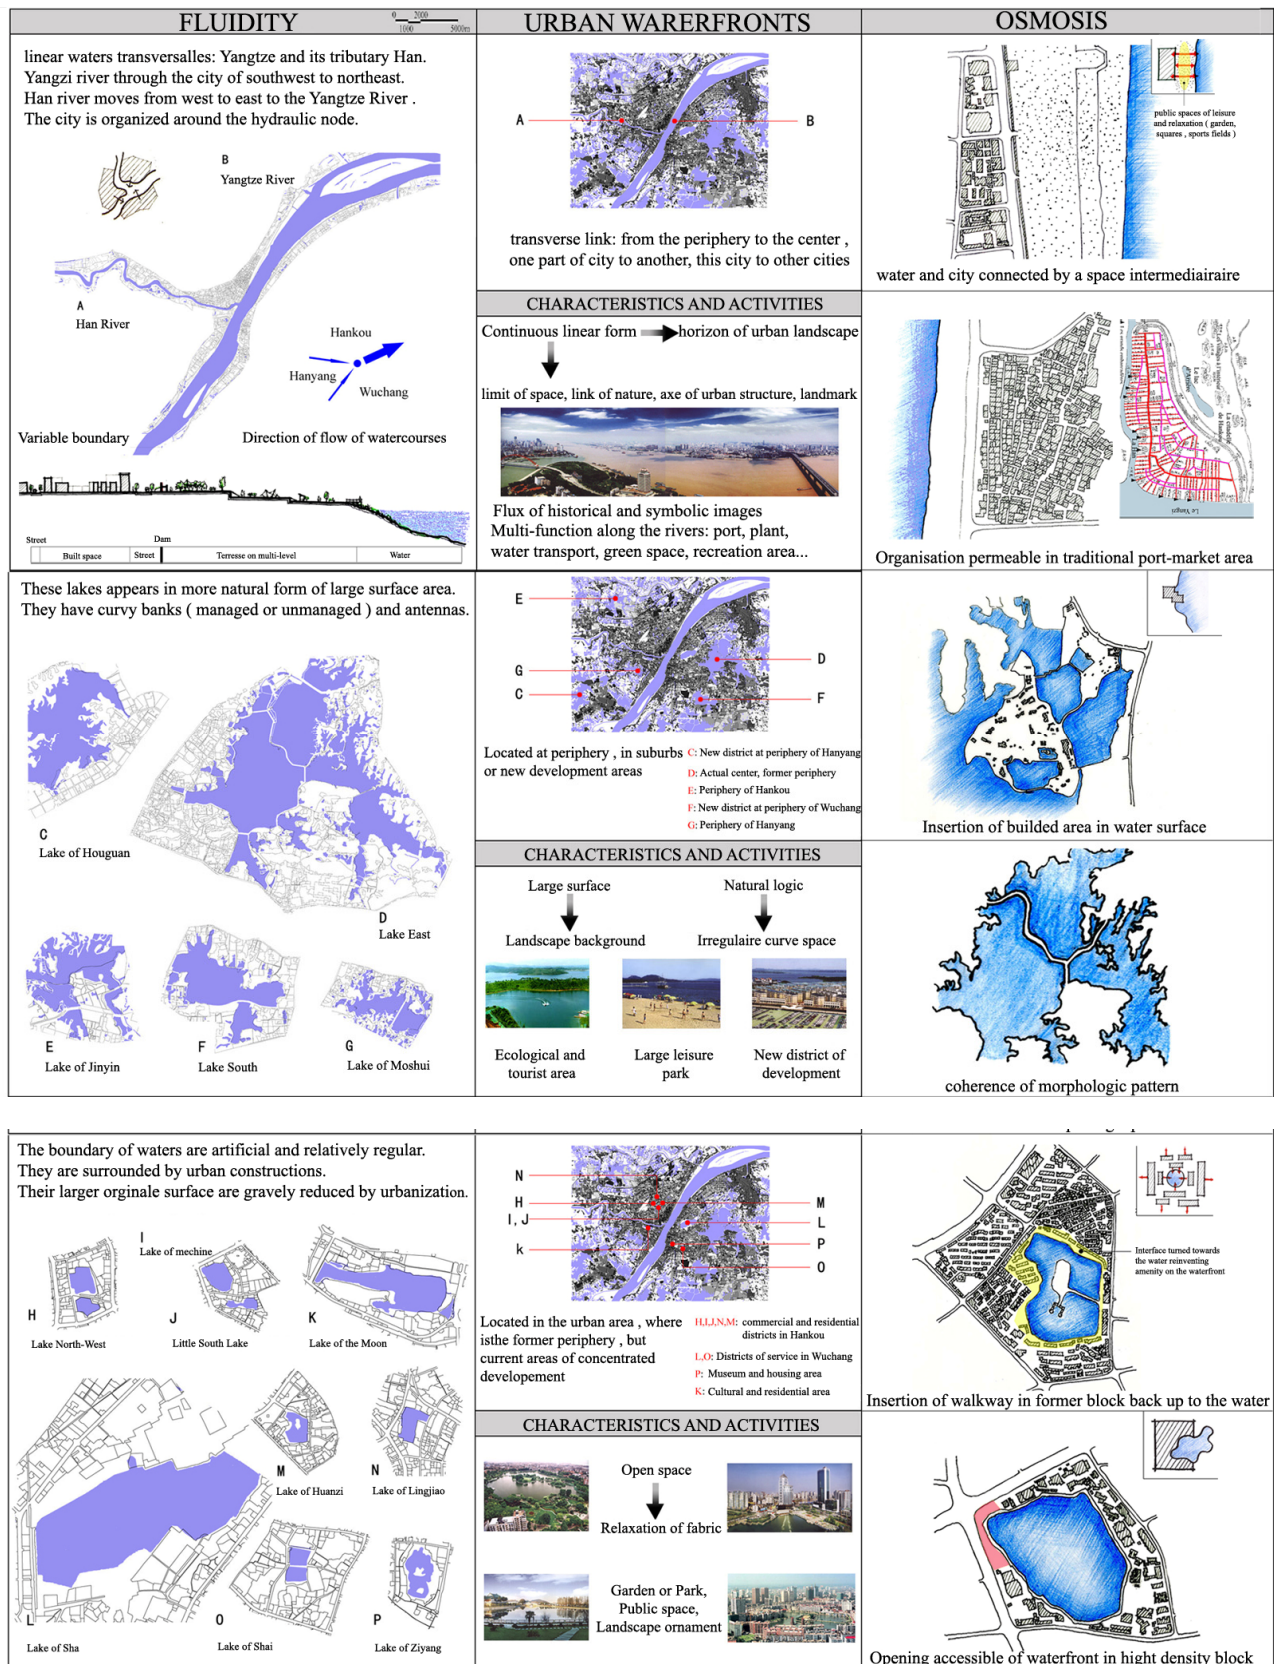 FLUIDITY
0 2000
1000 5000m
URBAN WARERFRONTS
OSMOSIS
linear waters transversalles: Yangtze and its tributary Han.
Yangzi river through the city of southwest to northeast.
Han river moves from west to east to the Yangtze River .
The city is organized around the hydraulic node.
B
Yangtze River
A
Han River
Hankou
Hanyang
Wuchang
Variable boundary
Direction of flow of watercourses
Street
Dam
Built space
Street
Terresse on multi-level
Water
A
B
transverse link: from the periphery to the center ,
one part of city to another, this city to other cities
CHARACTERISTICS AND ACTIVITIES
Continuous linear form
horizon of urban landscape
limit of space, link of nature, axe of urban structure, landmark
Flux of historical and symbolic images
Multi-function along the rivers: port, plant,
water transport, green space, recreation area...
public spaces of leisure
and relaxation ( garden,
squares , sports fields )
water and city connected by a space intermediairaire
Le Yangzi
Organisation permeable in traditional port-market area
These lakes appears in more natural form of large surface area.
They have curvy banks ( managed or unmanaged ) and antennas.
C
Lake of Houguan
D
Lake East
E
Lake of Jinyin
F
Lake South
G
Lake of Moshui
E
G
C
D
F
Located at periphery , in suburbs
or new development areas
C: New district at periphery of Hanyang
D: Actual center, former periphery
E: Periphery of Hankou
F: New district at periphery of Wuchang
G: Periphery of Hanyang
CHARACTERISTICS AND ACTIVITIES
Large surface
Natural logic
Landscape background
Irregulaire curve space
Ecological and
tourist area
Large leisure
park
New district of
development
Insertion of builded area in water surface
coherence of morphologic pattern
The boundary of waters are artificial and relatively regular.
They are surrounded by urban constructions.
Their larger orginale surface are gravely reduced by urbanization.
H
Lake North-West
I
Lake of mechine
J
Little South Lake
K
Lake of the Moon
M
Lake of Huanzi
N
Lake of Lingjiao
L
Lake of Sha
O
Lake of Shai
P
Lake of Ziyang
N
H
I, J
k
M
L
P
O
Located in the urban area , where
isthe former periphery , but
current areas of concentrated
developement
H,I,J,N,M: commercial and residential
districts in Hankou
L,O: Districts of service in Wuchang
P: Museum and housing area
K: Cultural and residential area
CHARACTERISTICS AND ACTIVITIES
Open space
Relaxation of fabric
Garden or Park,
Public space,
Landscape ornament
Interface turned towards
the water reinventing
amenity on the waterfront
Insertion of walkway in former block back up to the water
Opening accessible of waterfront in hight density block